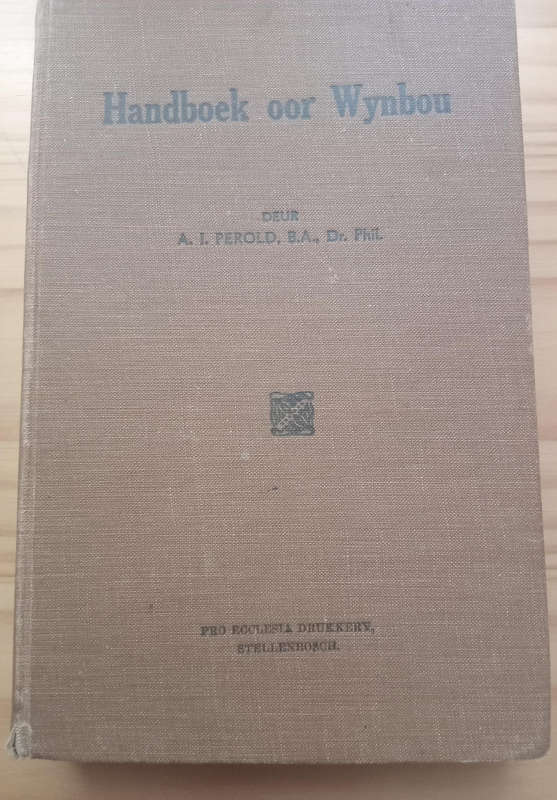 Handboek oor Wynbou
DEUR
A. I. PEROLD, B.A., Dr. Phil.
PRO ECCLESIA DRUKKERY,
STELLENBOSCH.